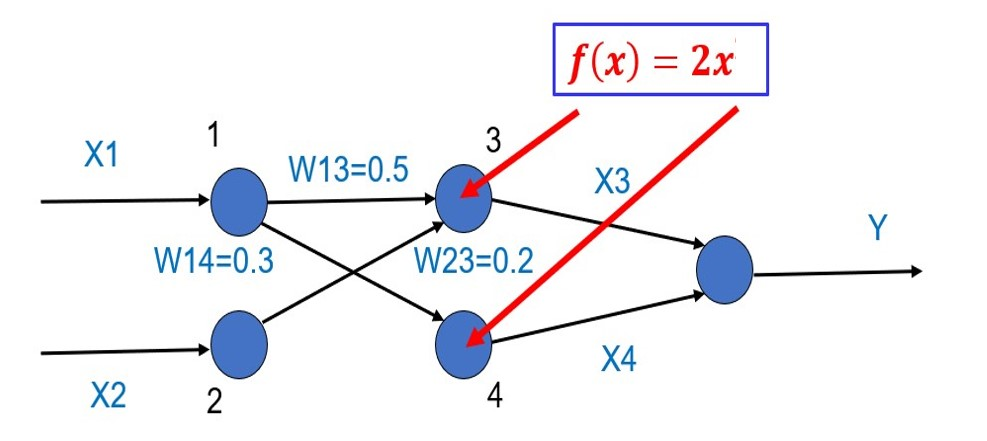 f(x) = 2x
1
3
X1
W13=0.5
X3
Y
W14=0.3
W23=0.2
X4
X2
2
4